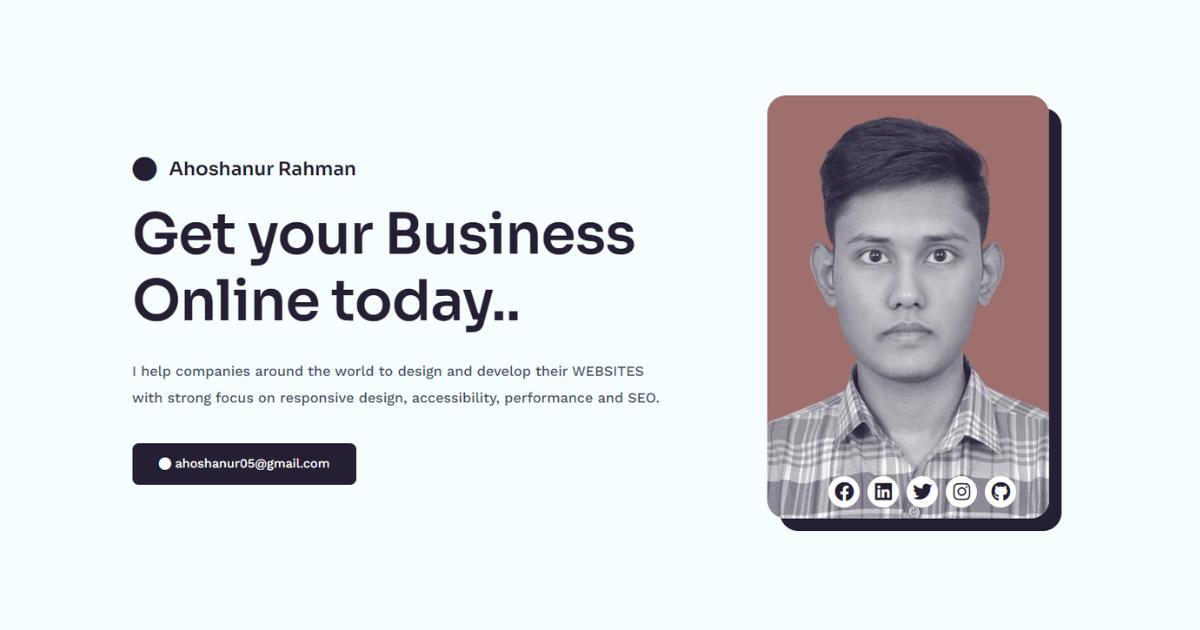 Ahoshanur Rahman
Get your Business
Online today..
I help companies around the world to design and develop their WEBSITES
with strong focus on responsive design, accessibility, performance and SEO.
ahoshanur05@gmail.com